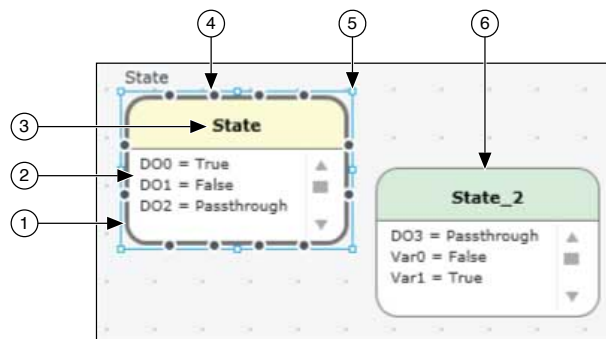 4
5
6
State
3
State
2
DO0 = True
DO1 = False
DO2 = Passthrough
1
State_2
DO3 = Passthrough
Var0 = False
Var1 = True